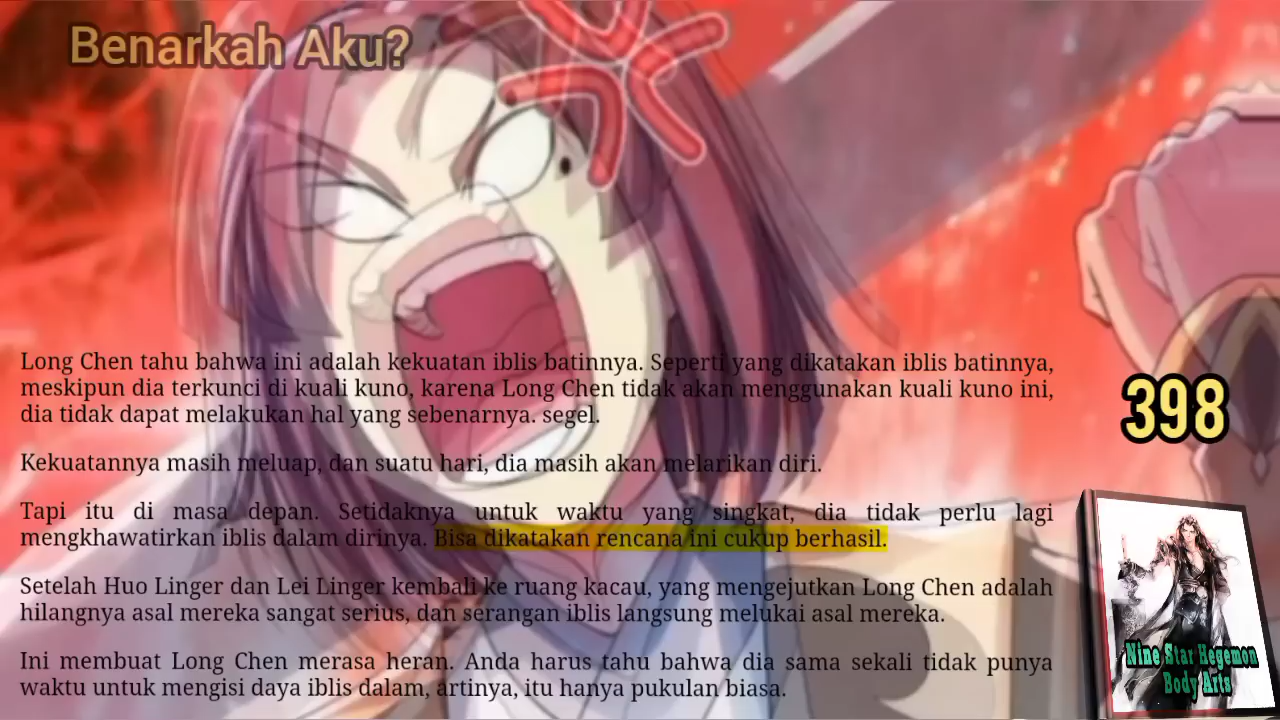 Benarkah Aku?
Long Chen tahu bahwa ini adalah kekuatan iblis batinnya. Seperti yang dikatakan iblis batinnya,
meskipun dia terkunci di kuali kuno, karena Long Chen tidak akan menggunakan kuali kuno ini,
dia tidak dapat melakukan hal yang sebenarnya. segel.
Kekuatannya masih meluap, dan suatu hari, dia masih akan melarikan diri.
Tapi itu di masa depan. Setidaknya untuk waktu yang singkat, dia tidak perlu lagi
mengkhawatirkan iblis dalam dirinya. Bisa dikatakan rencana ini cukup berhasil.
Setelah Huo Linger dan Lei Linger kembali ke ruang kacau, yang mengejutkan Long Chen adalah
hilangnya asal mereka sangat serius, dan serangan iblis langsung melukai asal mereka.
Ini membuat Long Chen merasa heran. Anda harus tahu bahwa dia sama sekali tidak punya
waktu untuk mengisi daya iblis dalam, artinya, itu hanya pukulan biasa.
398
Nine Star Hegemon
Body Arts